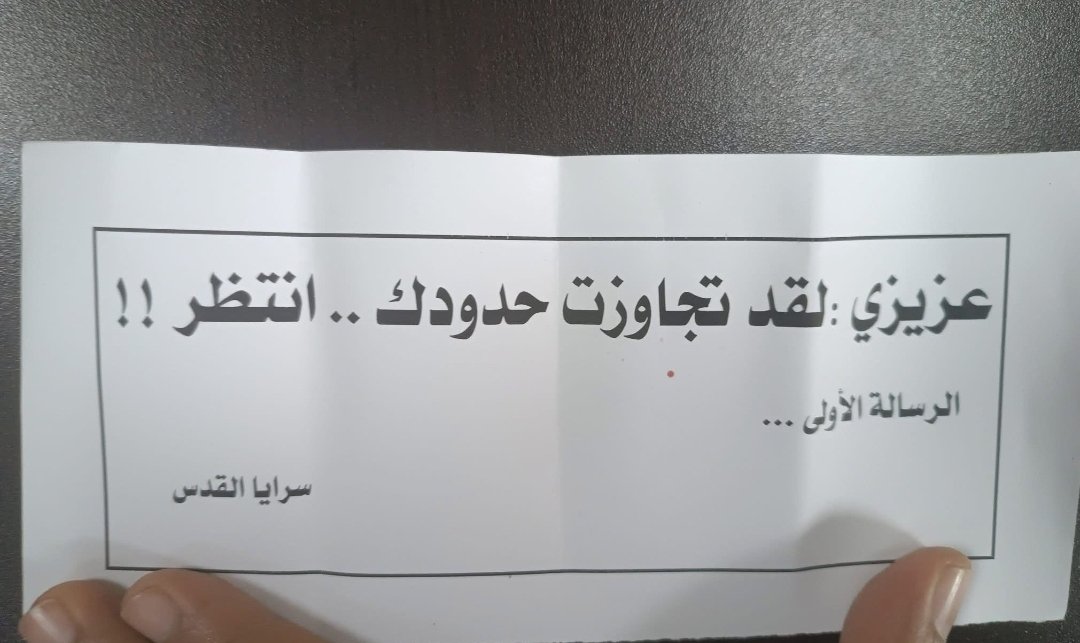 عزيزي :لقد تجاوزت حدودك .. انتظر !!
الرسالة الأولى ...
سرايا القدس